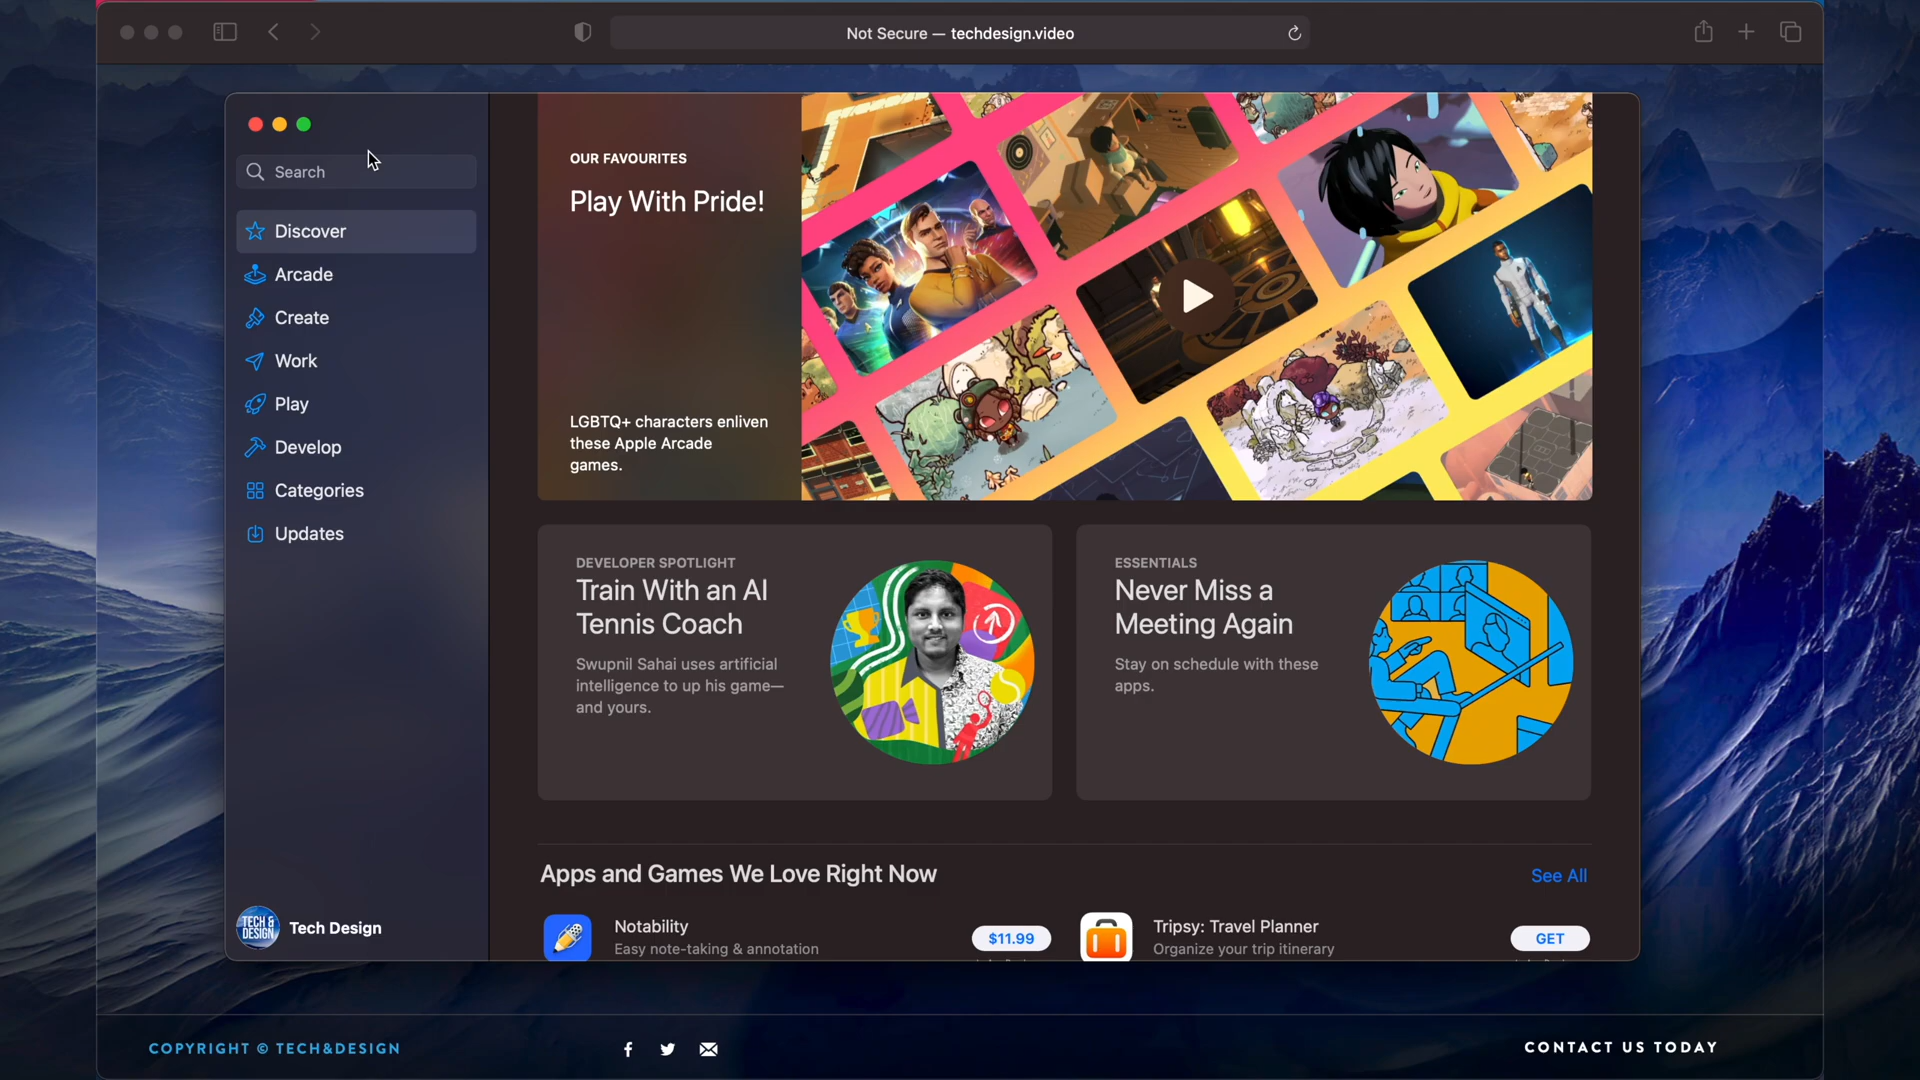 Not Secure — techdesign.video
Search
Discover
Arcade
Create
Work
Play
Develop
Categories
Updates
TECH &
DESIGN
Tech Design
OUR FAVOURITES
Play With Pride!
LGBTQ+ characters enliven
these Apple Arcade
games.
DEVELOPER SPOTLIGHT
Train With an AI
Tennis Coach
Swupnil Sahai uses artificial
intelligence to up his game—
and yours.
ESSENTIALS
Never Miss a
Meeting Again
Stay on schedule with these
apps.
Apps and Games We Love Right Now
See All
Notability
Easy note-taking & annotation
$11.99
Tripsy: Travel Planner
Organize your trip itinerary
GET
COPYRIGHT © TECH&DESIGN
CONTACT US TODAY